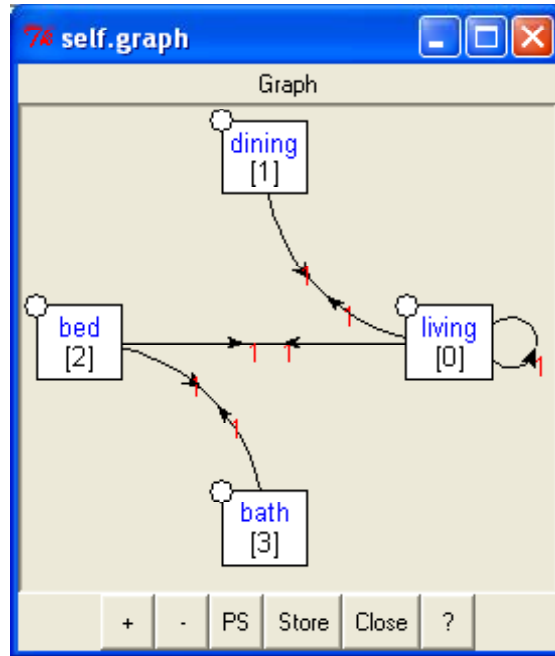 7k self.graph
Graph
dining
[1]
1
1
bed
[2]
1 1
living
[0]
1
1
1
bath
[3]
+ - PS Store Close ?